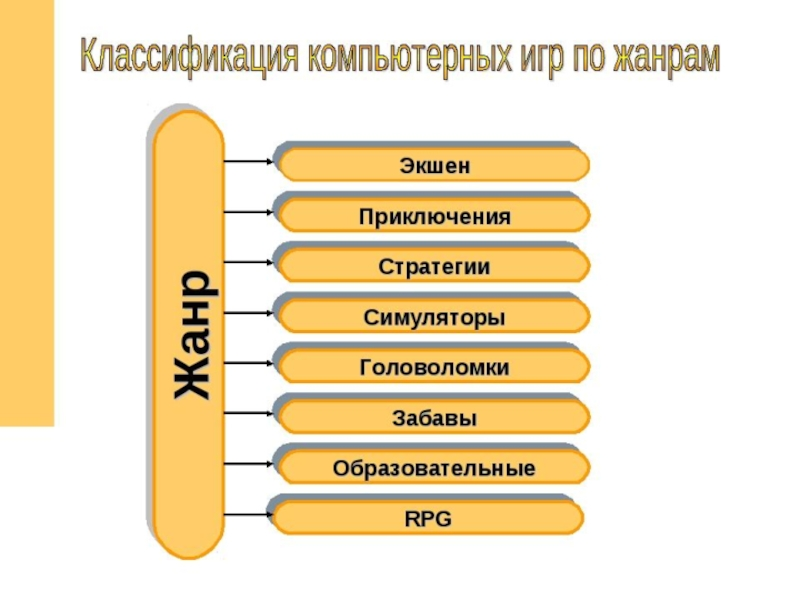 Классификация компьютерных игр по жанрам
Жанр
Экшен
Приключения
Стратегии
Симуляторы
Головоломки
Забавы
Образовательные
RPG